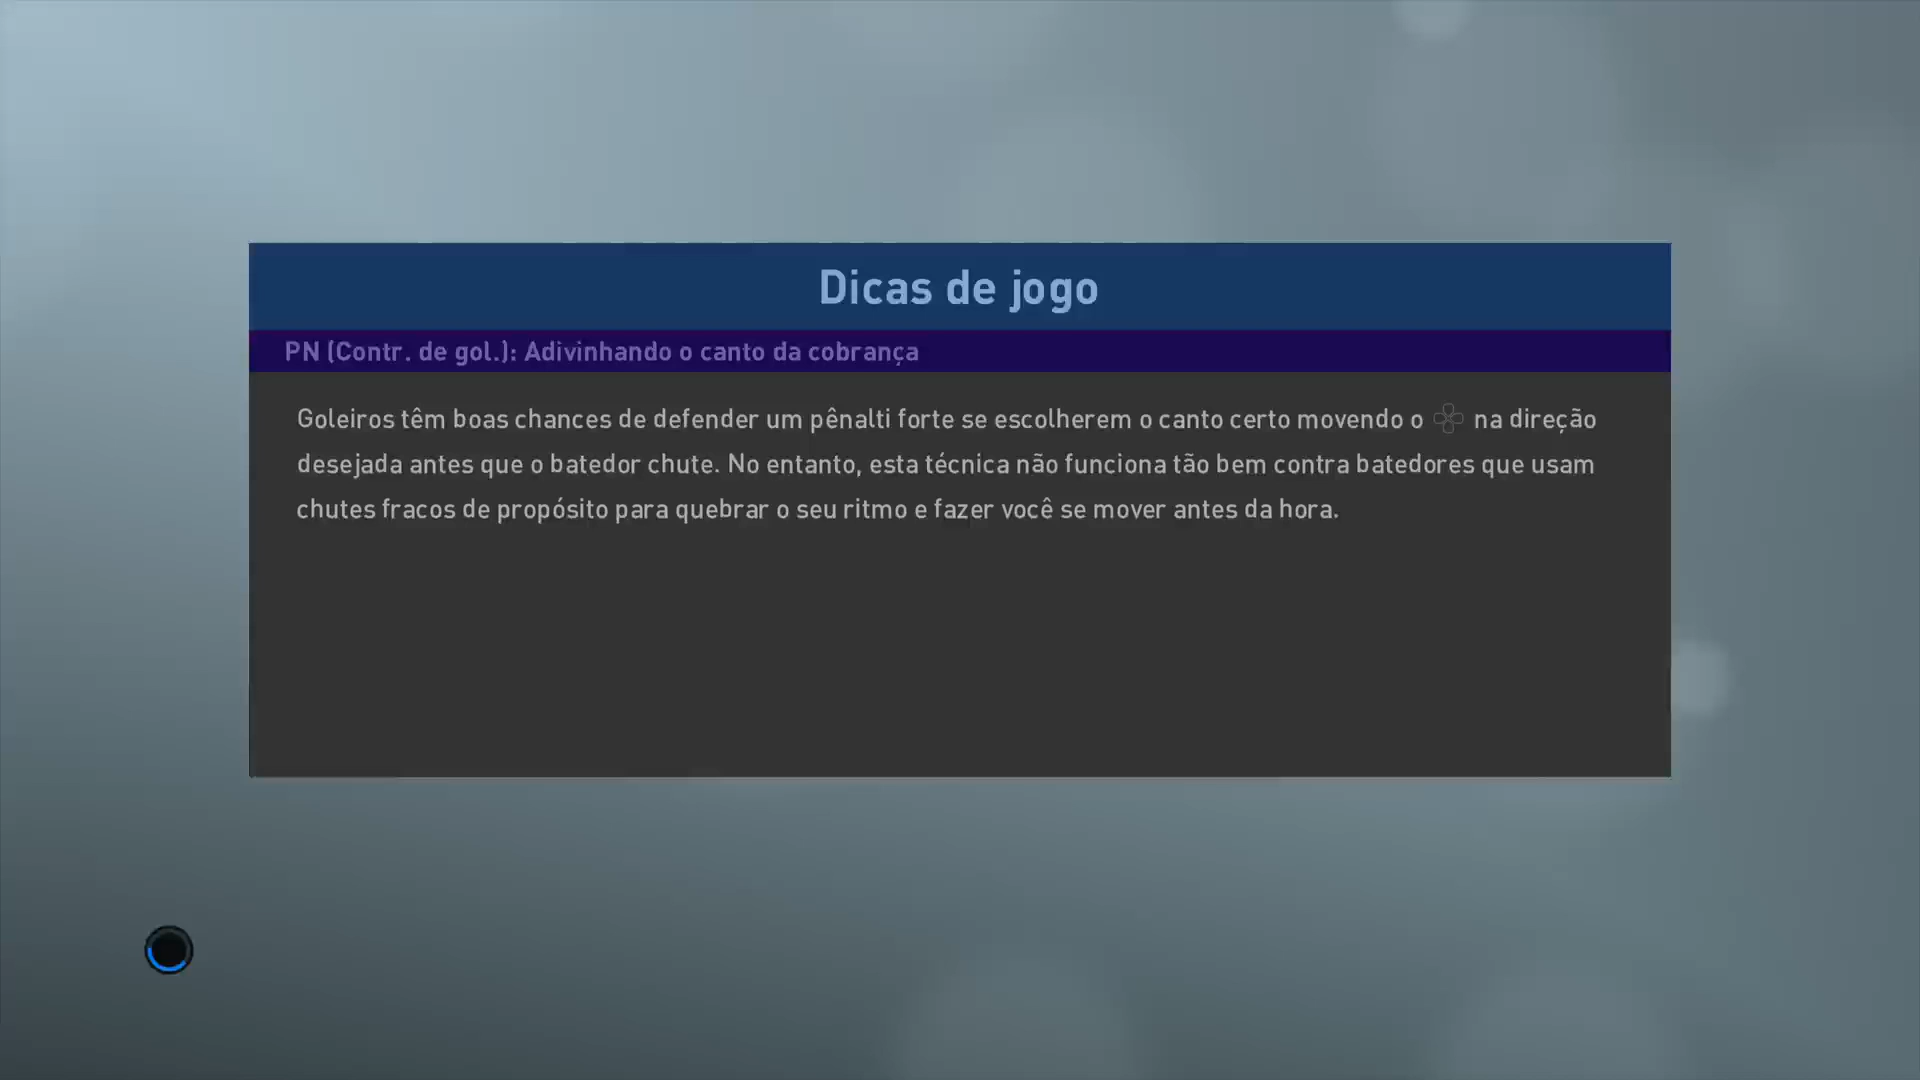 Dicas de jogo
PN (Contr. de gol.): Adivinhando o canto da cobrança
Goleiros têm boas chances de defender um pênalti forte se escolherem o canto certo movendo o na direção
desejada antes que o batedor chute. No entanto, esta técnica não funciona tão bem contra batedores que usam
chutes fracos de propósito para quebrar o seu ritmo e fazer você se mover antes da hora.